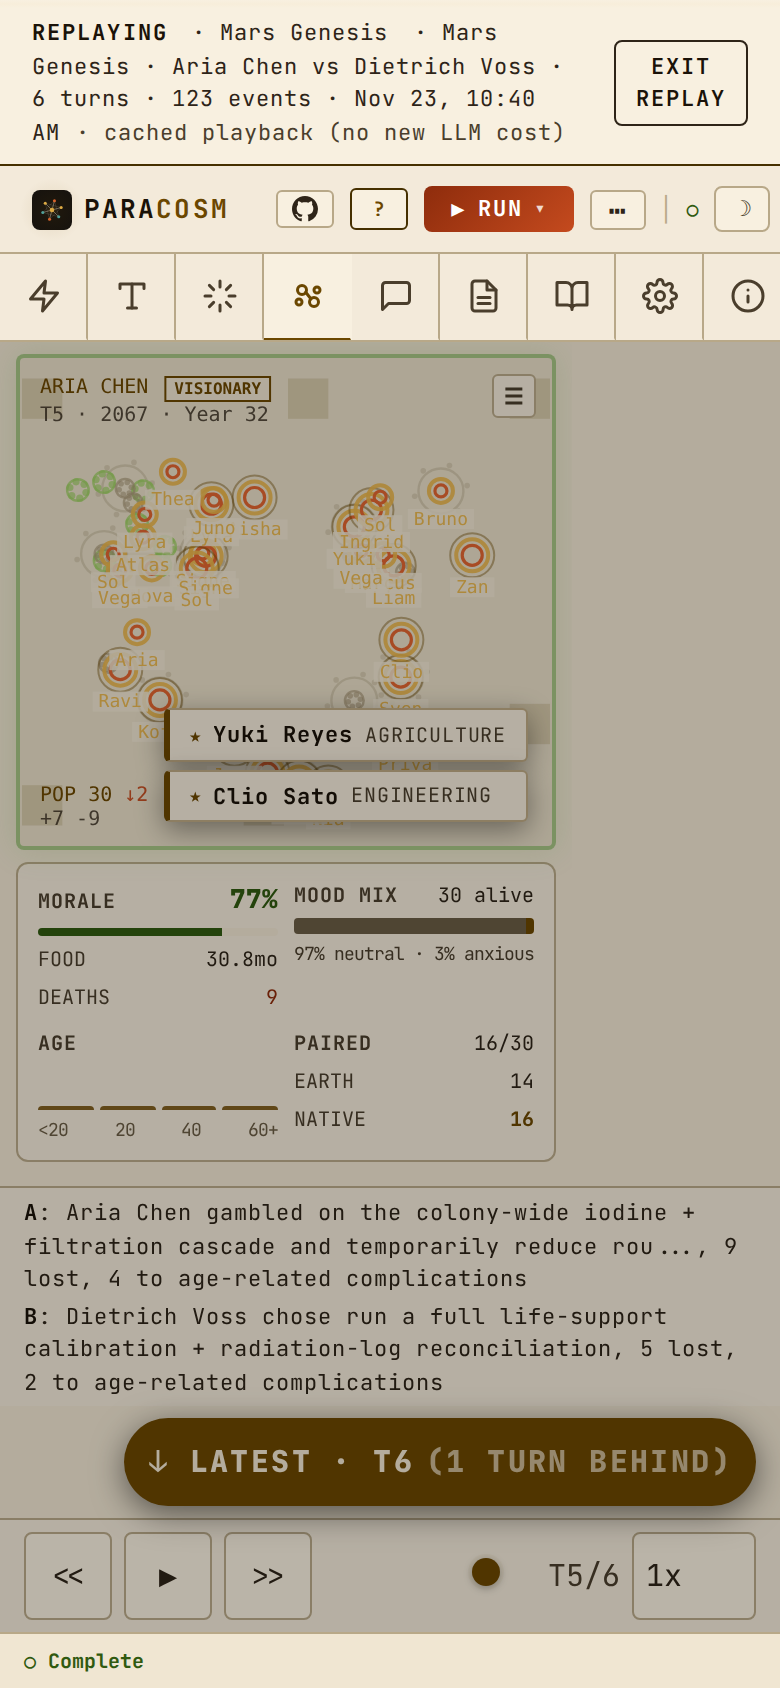 REPLAYING · Mars Genesis · Mars
Genesis · Aria Chen vs Dietrich Voss ·
6 turns · 123 events · Nov 23, 10:40
AM · cached playback (no new LLM cost)
EXIT
REPLAY
PARACOSM
?
▶ RUN ▾
…
ARIA CHEN VISIONARY
T5 · 2067 · Year 32
Thea
Juno
isha
Sol
Bruno
Lyra
Ingrid
Atlas
Yuki
Sol
Signe
Vega
cus
Zan
Vega
ova
Sol
Liam
Aria
Clio
Ravi
Ko
★ Yuki Reyes AGRICULTURE
Priya
★ Clio Sato ENGINEERING
POP 30 ↓2
+7 -9
MORALE 77%
MOOD MIX 30 alive
97% neutral · 3% anxious
FOOD 30.8mo
DEATHS 9
AGE
<20 20 40 60+
PAIRED 16/30
EARTH 14
NATIVE 16
A: Aria Chen gambled on the colony-wide iodine +
filtration cascade and temporarily reduce rou..., 9
lost, 4 to age-related complications
B: Dietrich Voss chose run a full life-support
calibration + radiation-log reconciliation, 5 lost,
2 to age-related complications
↓ LATEST · T6 (1 TURN BEHIND)
<< ▶ >> T5/6 1x
Complete